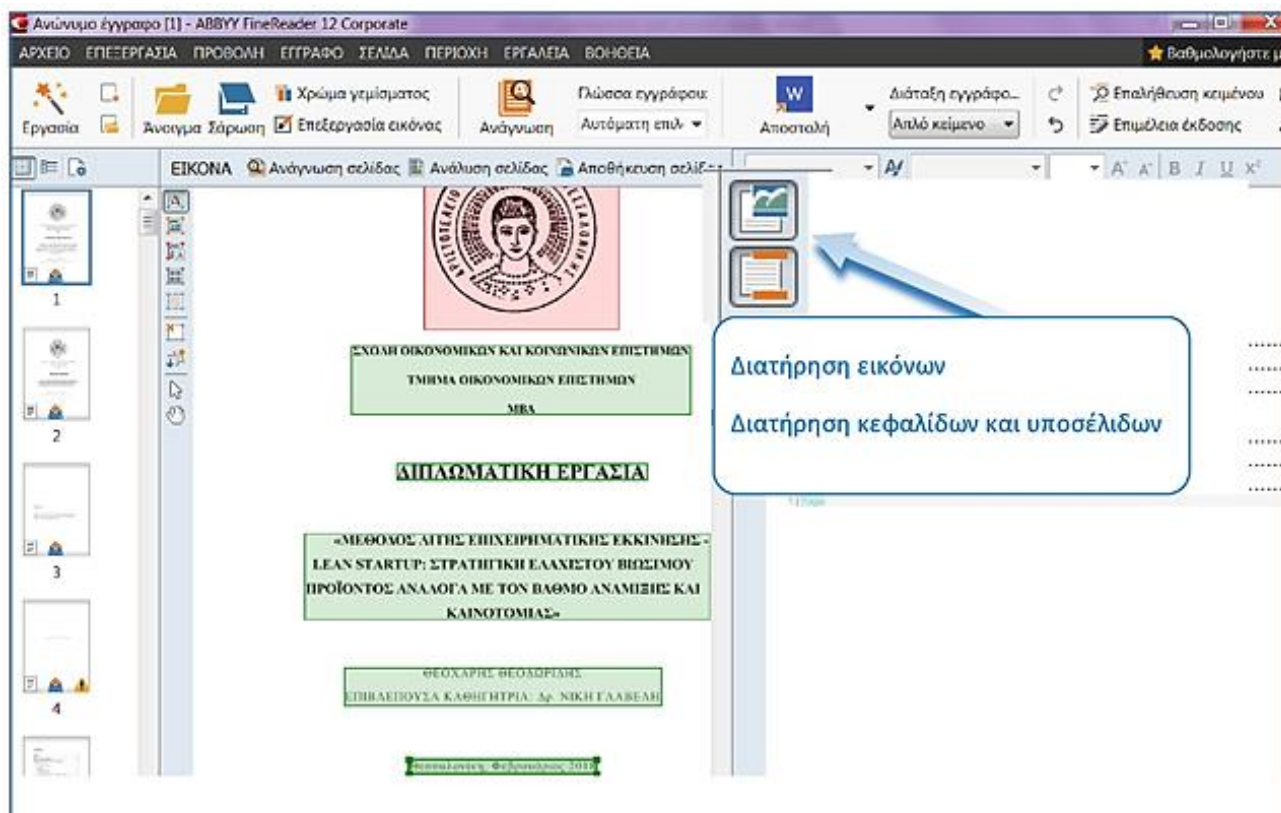 Ανώνυμο έγγραφο [1] - ABBYY FineReader 12 Corporate
ΑΡΧΕΙΟ ΕΠΕΞΕΡΓΑΣΙΑ ΠΡΟΒΟΛΗ ΕΓΓΡΑΦΟ ΣΕΛΙΔΑ ΠΕΡΙΟΧΗ ΕΡΓΑΛΕΙΑ ΒΟΗΘΕΙΑ Βαθμολογήστε μ
Χρώμα γεμίσματος Γλώσσα εγγράφου: W Διάταξη εγγράφο... Επαλήθευση κειμένου
Εργασία Άνοιγμα Σάρωση Επεξεργασία εικόνας Ανάγνωση Αυτόματη επιλ Αποστολή Απλό κείμενο Επιμέλεια έκδοσης
ΕΙΚΟΝΑ Ανάγνωση σελίδας Ανάλυση σελίδας Αποθήκευση σελίδ B I U
ΑΡΙΣΤΟΤΕΛΕΙΟ
1
ΣΧΟΛΗ ΟΙΚΟΝΟΜΙΚΩΝ ΚΑΙ ΚΟΙΝΩΝΙΚΩΝ ΕΠΙΣΤΗΜΩΝ
ΤΜΗΜΑ ΟΙΚΟΝΟΜΙΚΩΝ ΕΠΙΣΤΗΜΩΝ
MBA
2
Διατήρηση εικόνων
Διατήρηση κεφαλίδων και υποσέλιδων
ΔΙΠΛΩΜΑΤΙΚΗ ΕΡΓΑΣΙΑ
«ΜΕΘΟΔΟΣ ΛΙΤΗΣ ΕΠΙΧΕΙΡΗΜΑΤΙΚΗΣ ΕΚΚΙΝΗΣΗΣ -
LEAN STARTUP: ΣΤΡΑΤΗΓΙΚΗ ΕΛΑΧΙΣΤΟΥ ΒΙΩΣΙΜΟΥ
ΠΡΟΪΟΝΤΟΣ ΑΝΑΛΟΓΑ ΜΕ ΤΟΝ ΒΑΘΜΟ ΑΝΑΜΙΞΗΣ ΚΑΙ
ΚΑΙΝΟΤΟΜΙΑΣ»
3
ΘΕΟΧΑΡΗΣ ΘΕΟΔΩΡΙΔΗΣ
ΕΠΙΒΛΕΠΟΥΣΑ ΚΑΘΗΓΗΤΡΙΑ: Δρ. ΝΙΚΗ ΓΛΑΒΕΛΗ
4
Θεσσαλονίκη, Φεβρουάριος